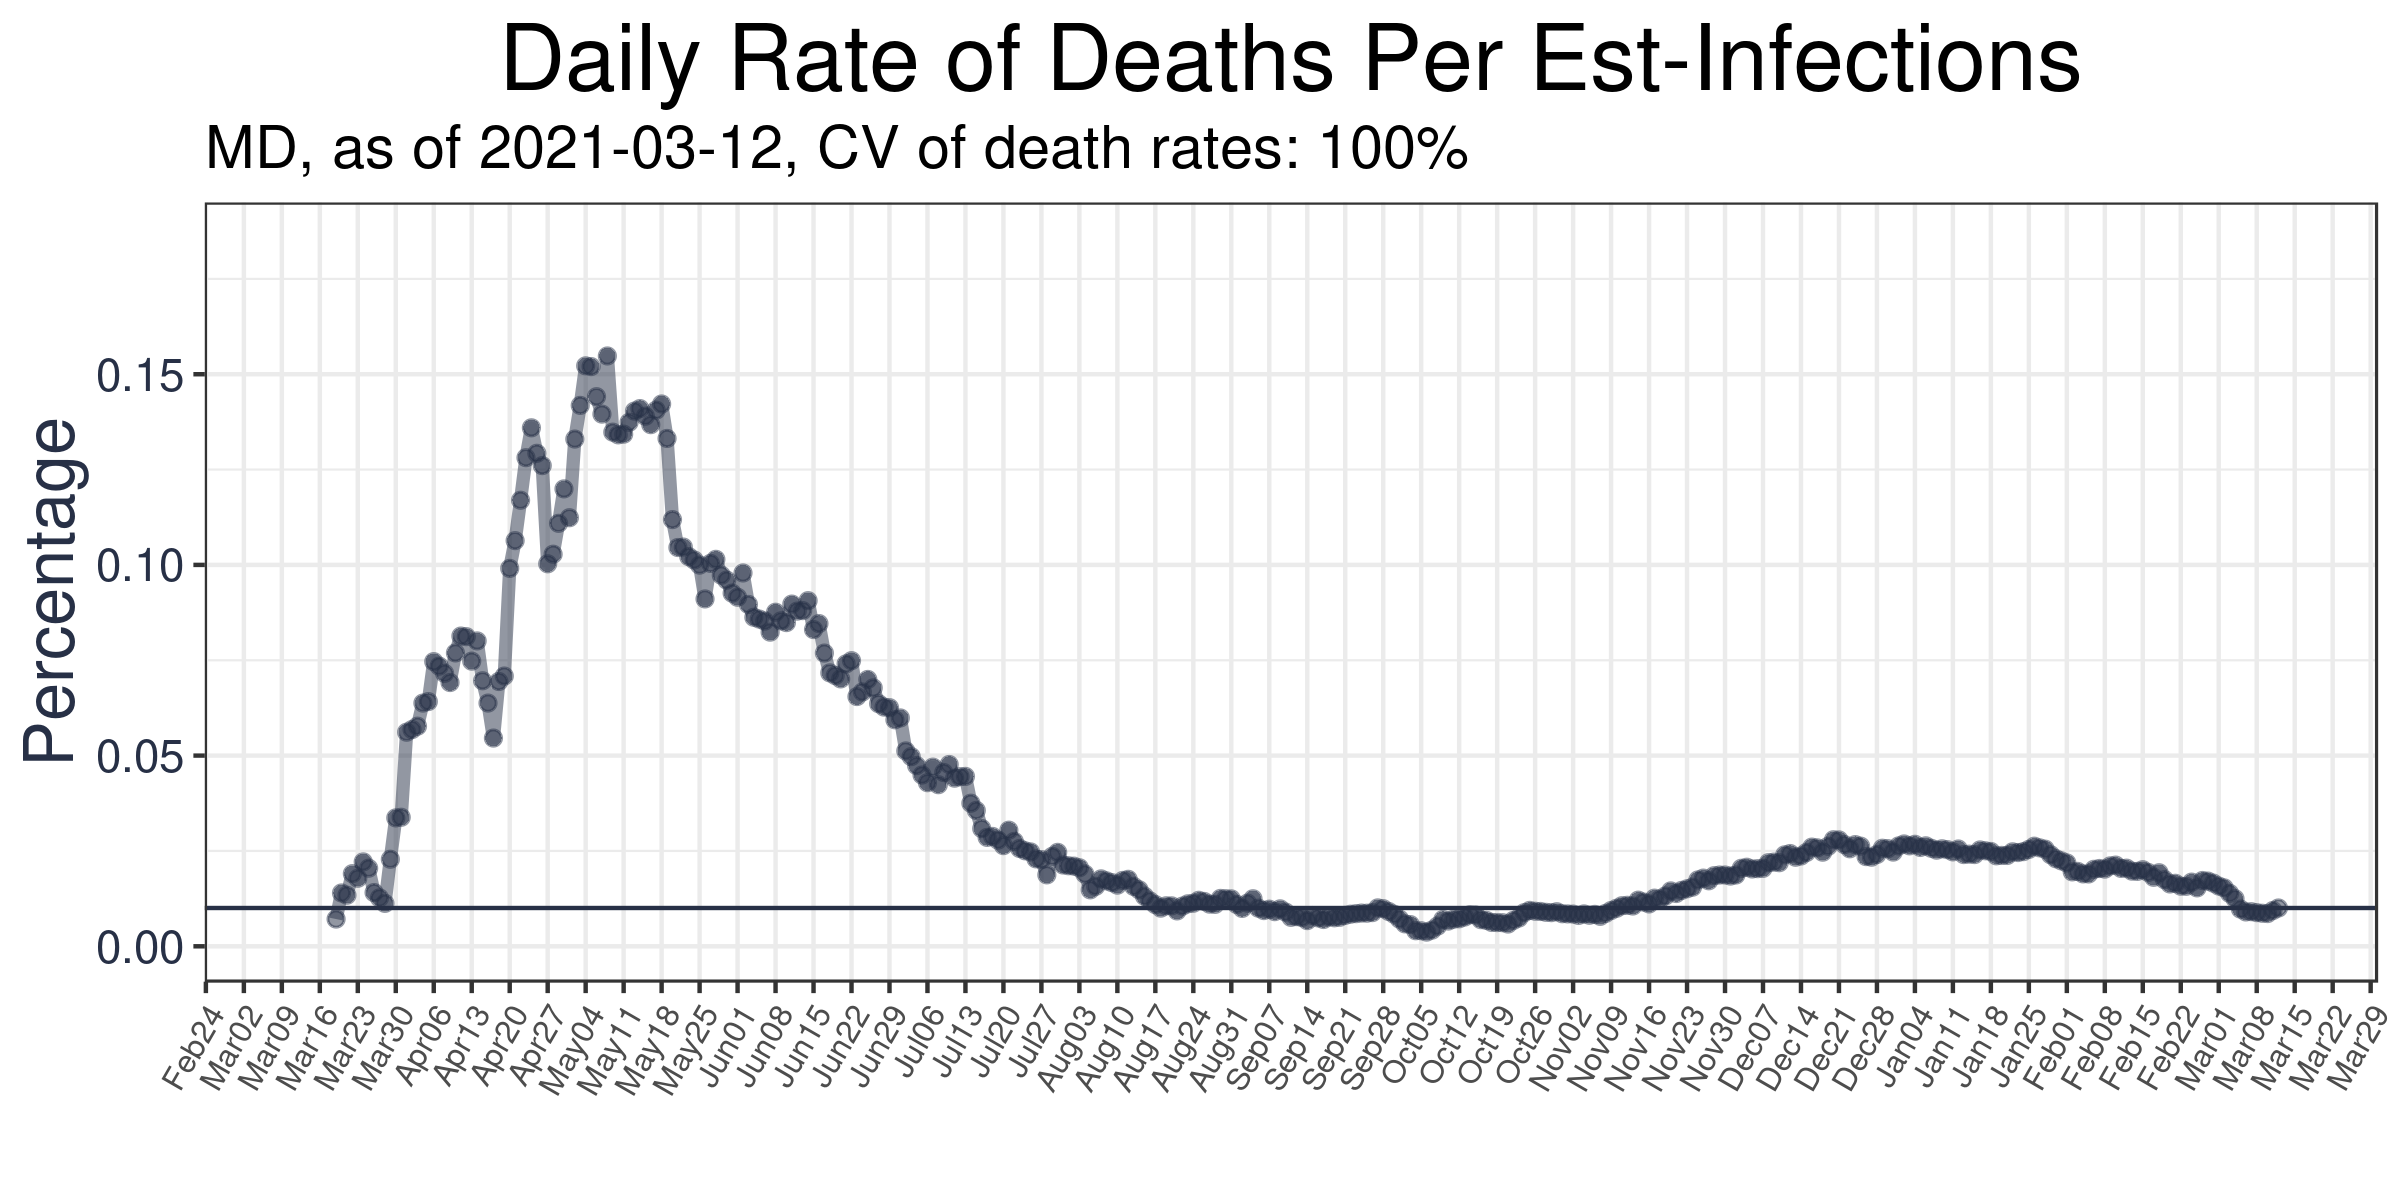 Daily Rate of Deaths Per Est-Infections
MD, as of 2021-03-12, CV of death rates: 100%
Percentage
0.15
0.10
0.05
0.00
Feb24
Mar02
Mar09
Mar16
Mar23
Mar30
Apr06
Apr13
Apr20
Apr27
May04
May11
May18
May25
Jun01
Jun08
Jun15
Jun22
Jun29
Jul06
Jul13
Jul20
Jul27
Aug03
Aug10
Aug17
Aug24
Aug31
Sep07
Sep14
Sep21
Sep28
Oct05
Oct12
Oct19
Oct26
Nov02
Nov09
Nov16
Nov23
Nov30
Dec07
Dec14
Dec21
Dec28
Dec04
Jan11
Jan18
Jan25
Feb01
Feb08
Feb15
Feb22
Mar01
Mar08
Mar15
Mar22
Mar29